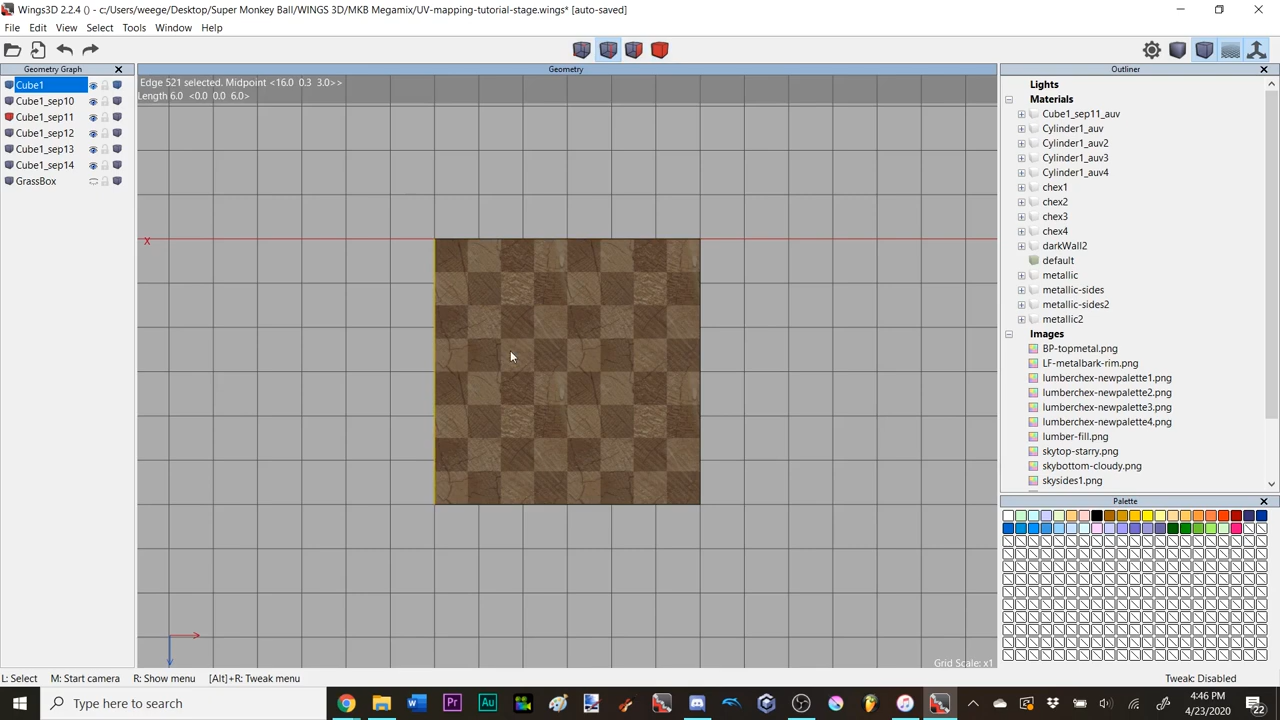 Wings3D 2.2.4 () - c:/Users/weege/Desktop/Super Monkey Ball/WINGS 3D/MKB Megamix/UV-mapping-tutorial-stage.wings* [auto-saved]
File Edit View Select Tools Window Help
Geometry Graph
Cube1
Cube1_sep10
Cube1_sep11
Cube1_sep12
Cube1_sep13
Cube1_sep14
GrassBox
Geometry
Edge 521 selected. Midpoint <16.0 0.3 3.0>>
Length 6.0 <0.0 0.0 6.0>
X
Grid Scale: x1
Outliner
Lights
Materials
Cube1_sep11_auv
Cylinder1_auv
Cylinder1_auv2
Cylinder1_auv3
Cylinder1_auv4
chex1
chex2
chex3
chex4
darkWall2
default
metallic
metallic-sides
metallic-sides2
metallic2
Images
BP-topmetal.png
LF-metalbark-rim.png
lumberchex-newpalette1.png
lumberchex-newpalette2.png
lumberchex-newpalette3.png
lumberchex-newpalette4.png
lumber-fill.png
skytop-starry.png
skybottom-cloudy.png
skysides1.png
Palette
L: Select M: Start camera R: Show menu [Alt]+R: Tweak menu
Tweak: Disabled
Type here to search
Pr
Au
4:46 PM
4/23/2020
22